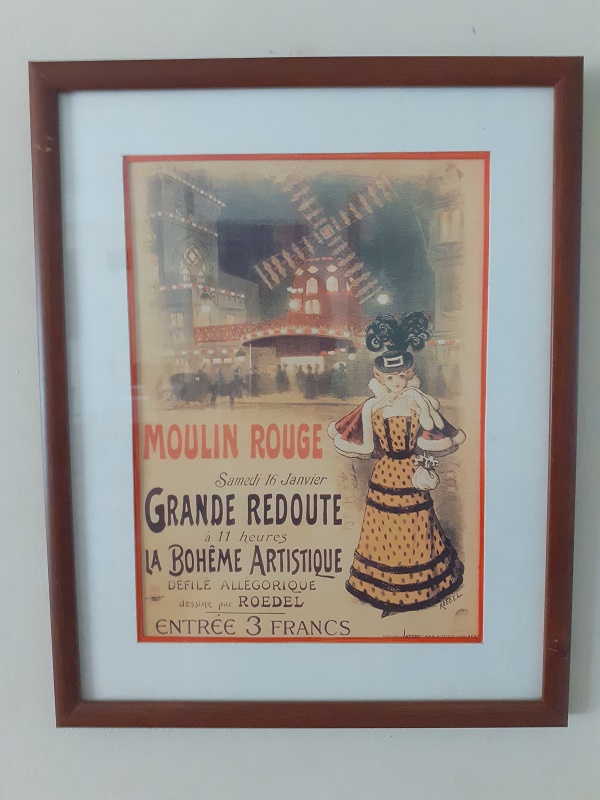 MOULIN ROUGE
Samedi 16 Janvier
GRANDE REDOUTE
à 11 heures
LA BOHÊME ARTISTIQUE
DÉFILÉ ALLÉGORIQUE
dessiné par ROEDEL
ENTRÉE 3 FRANCS
ROEDEL